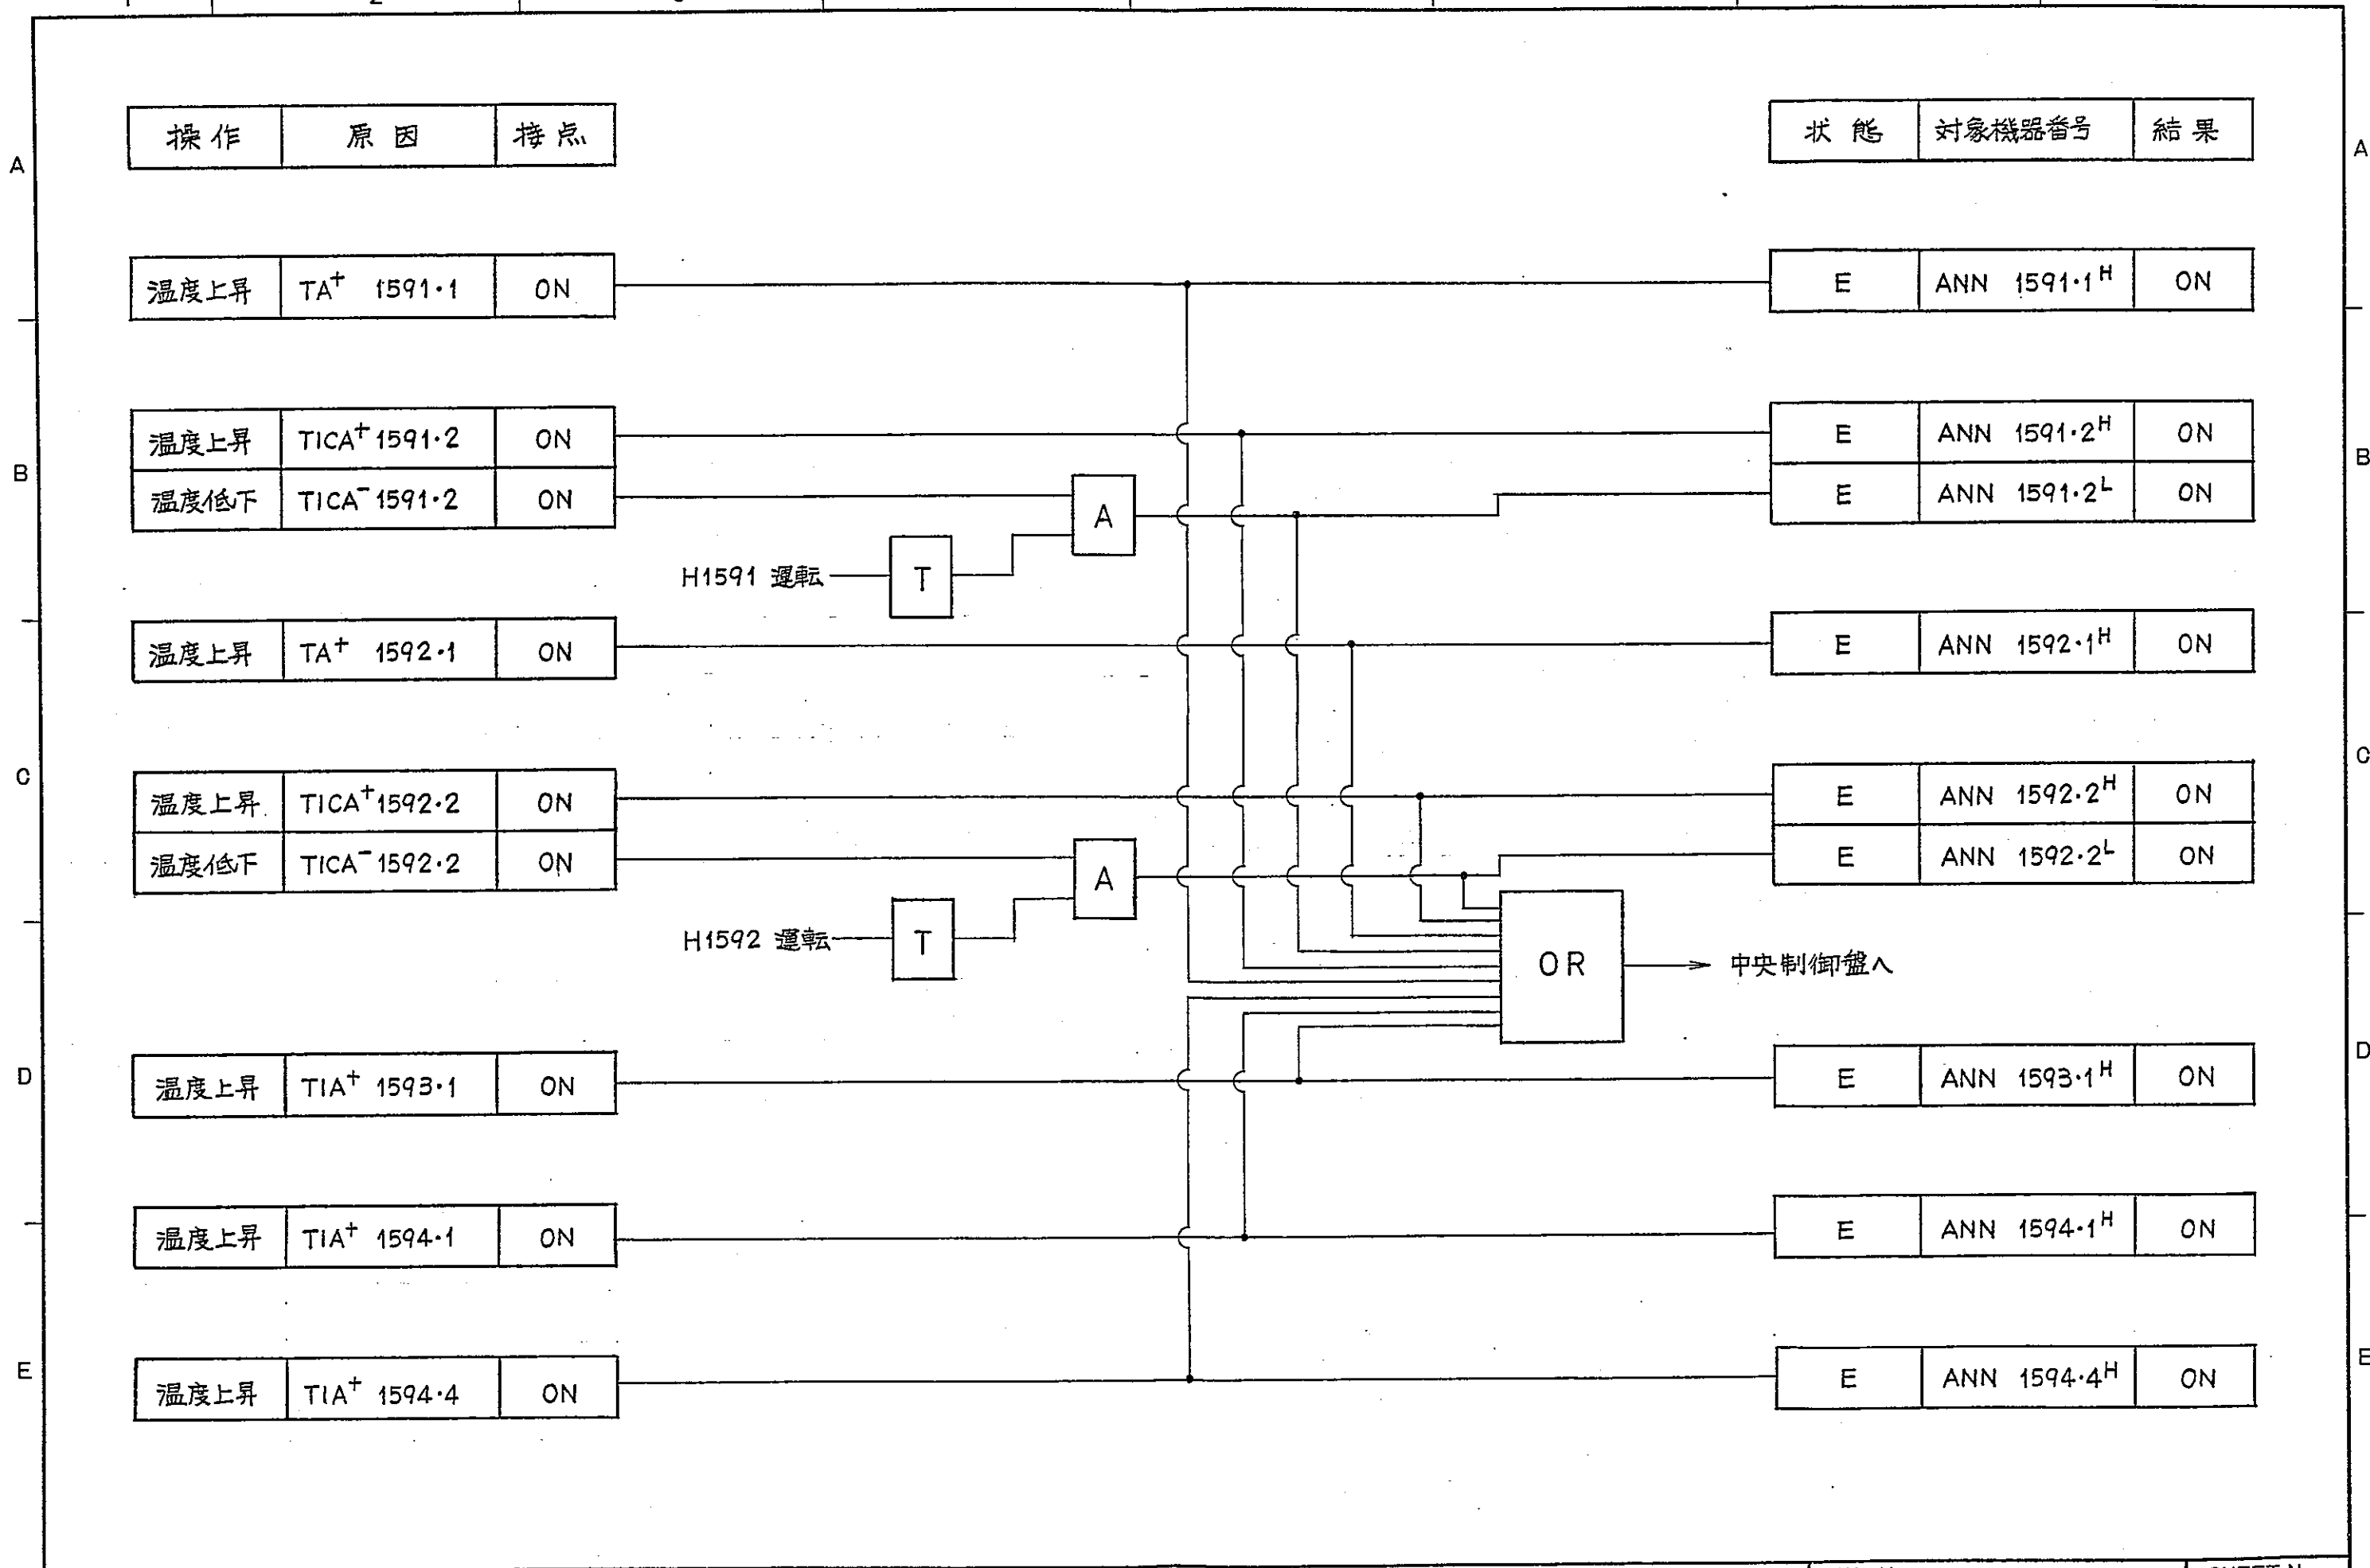 操作 原因 接点
状態 対象機器番号 結果
A
A
温度上昇 TA⁺ 1591・1 ON
E ANN 1591・1ᴴ ON
温度上昇 TICA⁺ 1591・2 ON
E ANN 1591・2ᴴ ON
B
B
温度低下 TICA⁻ 1591・2 ON
A
E ANN 1591・2ᴸ ON
H1591 運転
T
温度上昇 TA⁺ 1592・1 ON
E ANN 1592・1ᴴ ON
C
C
温度上昇 TICA⁺ 1592・2 ON
E ANN 1592・2ᴴ ON
温度低下 TICA⁻ 1592・2 ON
A
E ANN 1592・2ᴸ ON
H1592 運転
T
OR
中央制御盤へ
D
D
温度上昇 TIA⁺ 1593・1 ON
E ANN 1593・1ᴴ ON
温度上昇 TIA⁺ 1594・1 ON
E ANN 1594・1ᴴ ON
E
E
温度上昇 TIA⁺ 1594・4 ON
E ANN 1594・4ᴴ ON